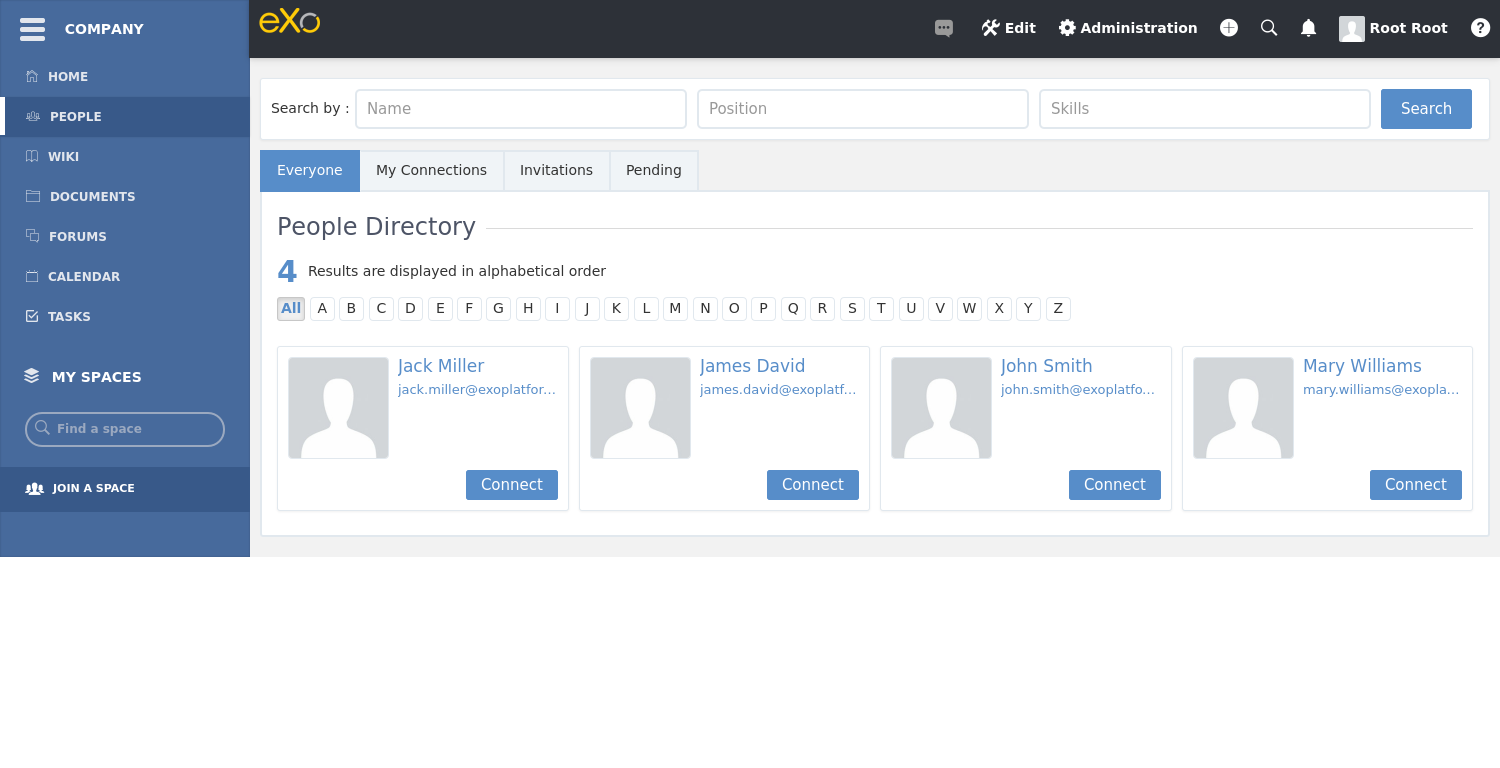 COMPANY
eXo
Edit
Administration
Root Root
?
HOME
PEOPLE
WIKI
DOCUMENTS
FORUMS
CALENDAR
TASKS
MY SPACES
Find a space
JOIN A SPACE
Search by :
Name
Position
Skills
Search
Everyone
My Connections
Invitations
Pending
People Directory
4 Results are displayed in alphabetical order
All A B C D E F G H I J K L M N O P Q R S T U V W X Y Z
Jack Miller
jack.miller@exoplatfor...
Connect
James David
james.david@exoplatf...
Connect
John Smith
john.smith@exoplatfo...
Connect
Mary Williams
mary.williams@exopla...
Connect